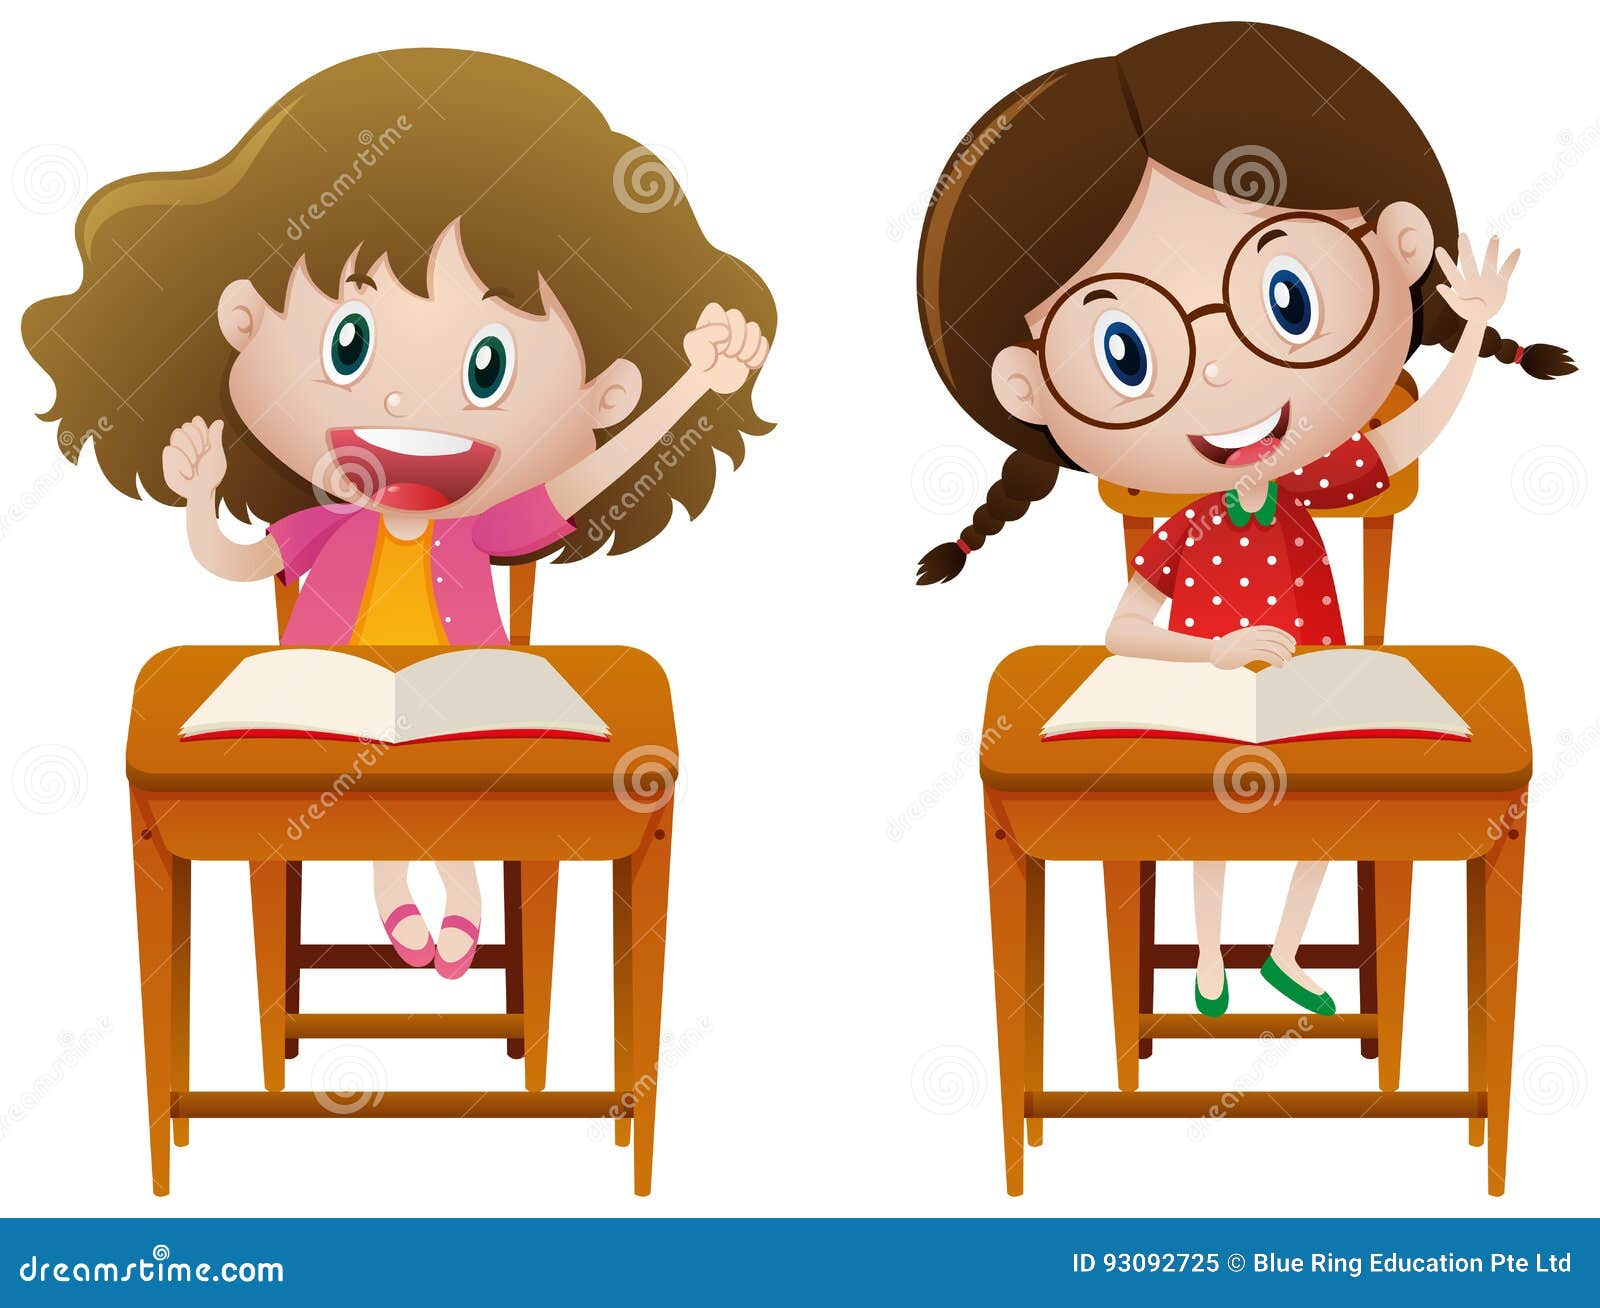 dreamstime.com
ID 93092725 © Blue Ring Education Pte Ltd